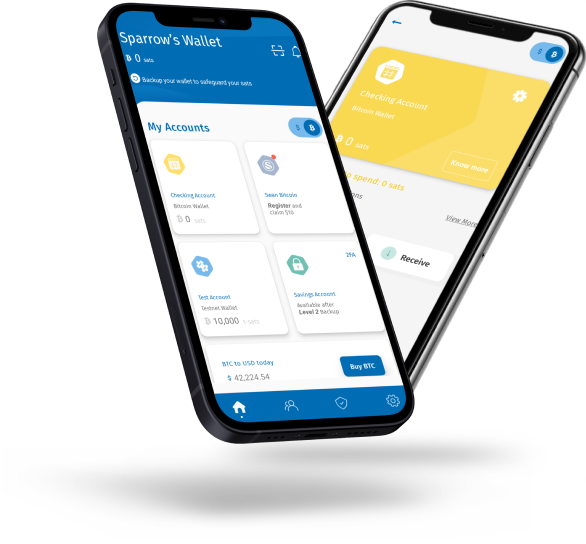 Sparrow's Wallet
₿ 0 sats
Backup your wallet to safeguard your sats
My Accounts
$ ₿
Checking Account
Bitcoin Wallet
₿ 0 sats
Swan Bitcoin
Register and
claim $10
Test Account
Testnet Wallet
₿ 10,000 t-sats
2FA
Savings Account
Available after
Level 2 Backup
BTC to USD today
$ 42,224.54
Buy BTC
$ ₿
Checking Account
Bitcoin Wallet
₿ 0 sats
Know more
spend: 0 sats
View More
Receive